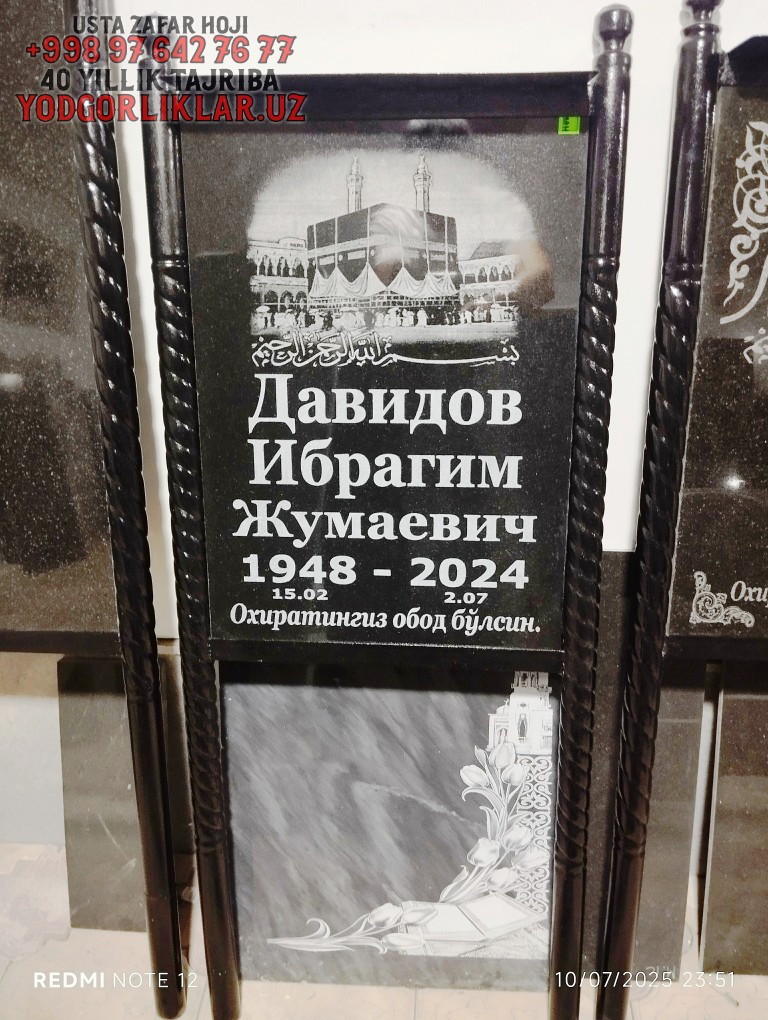 USTA ZAFAR HOJI
+998 97 642 76 77
40 YILLIK TAJRIBA
YODGORLIKLAR.UZ
بسم الله الرحمن الرحيم
Давидов
Ибрагим
Жумаевич
1948 - 2024
15.02 2.07
Охиратингиз обод бўлсин.
REDMI NOTE 12
10/07/2025 23:51